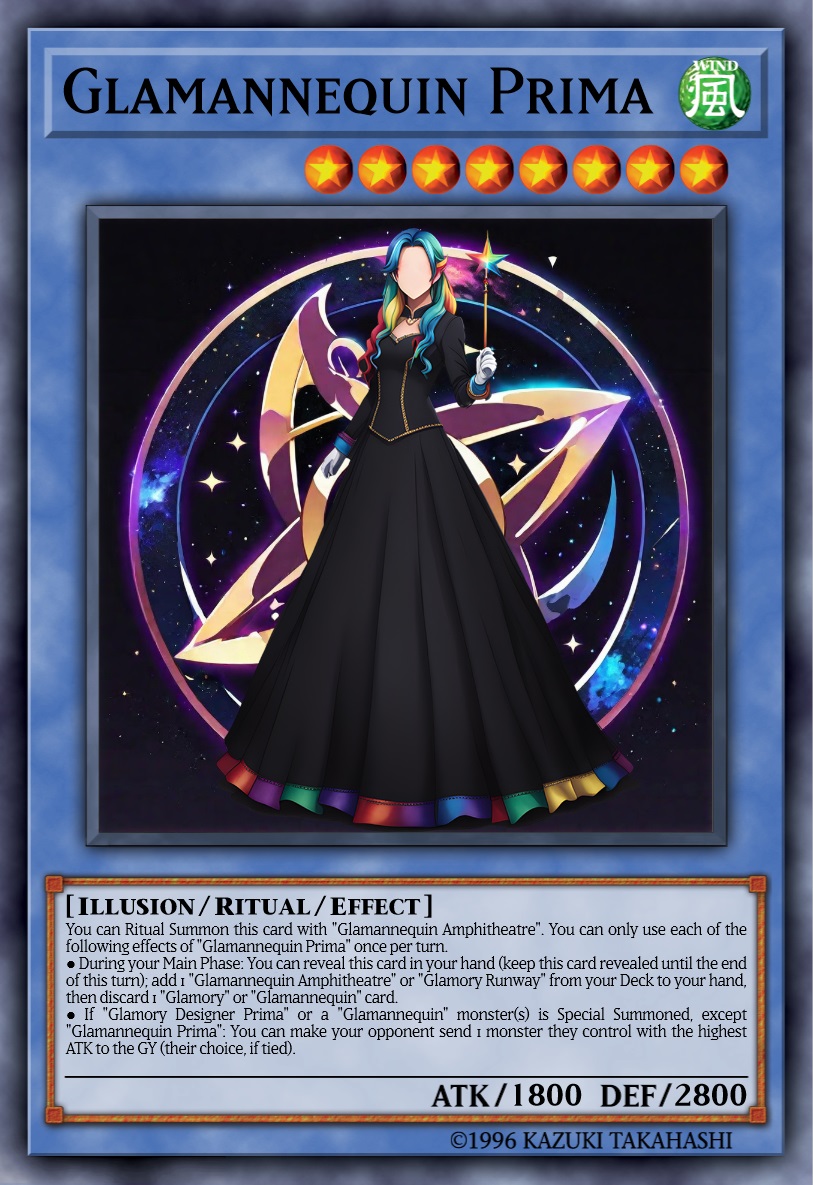 Glamannequin Prima
WIND
風
[Illusion/Ritual/Effect]
You can Ritual Summon this card with "Glamannequin Amphitheatre". You can only use each of the
following effects of "Glamannequin Prima" once per turn.
● During your Main Phase: You can reveal this card in your hand (keep this card revealed until the end
of this turn); add 1 "Glamannequin Amphitheatre" or "Glamory Runway" from your Deck to your hand,
then discard 1 "Glamory" or "Glamannequin" card.
● If "Glamory Designer Prima" or a "Glamannequin" monster(s) is Special Summoned, except
"Glamannequin Prima": You can make your opponent send 1 monster they control with the highest
ATK to the GY (their choice, if tied).
ATK/1800 DEF/2800
©1996 KAZUKI TAKAHASHI